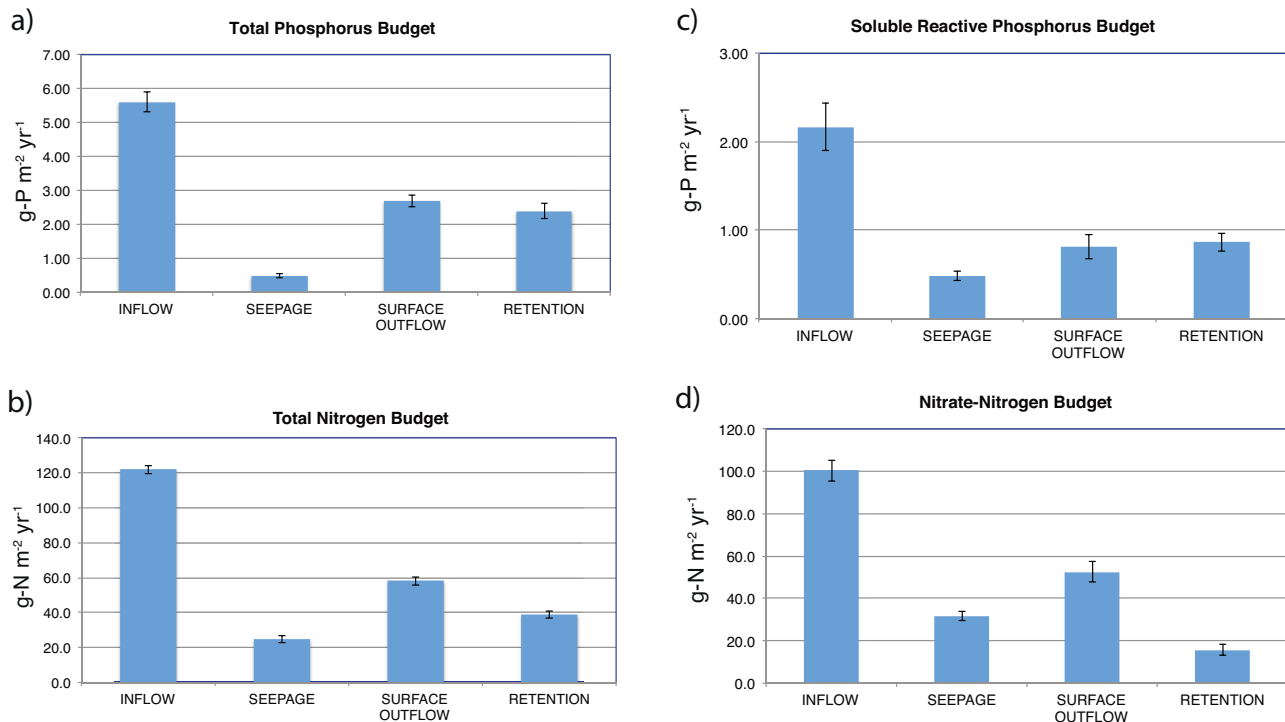 a)
Total Phosphorus Budget
7.00
6.00
5.00
4.00
3.00
2.00
1.00
0.00
g-P m-2 yr-1
INFLOW SEEPAGE SURFACE RETENTION
OUTFLOW
c)
Soluble Reactive Phosphorus Budget
3.00
2.00
1.00
0.00
g-P m-2 yr-1
INFLOW SEEPAGE SURFACE RETENTION
OUTFLOW
b)
Total Nitrogen Budget
140.0
120.0
100.0
80.0
60.0
40.0
20.0
0.0
g-N m-2 yr-1
INFLOW SEEPAGE SURFACE RETENTION
OUTFLOW
d)
Nitrate-Nitrogen Budget
120.0
100.0
80.0
60.0
40.0
20.0
0.0
g-N m-2 yr-1
INFLOW SEEPAGE SURFACE RETENTION
OUTFLOW